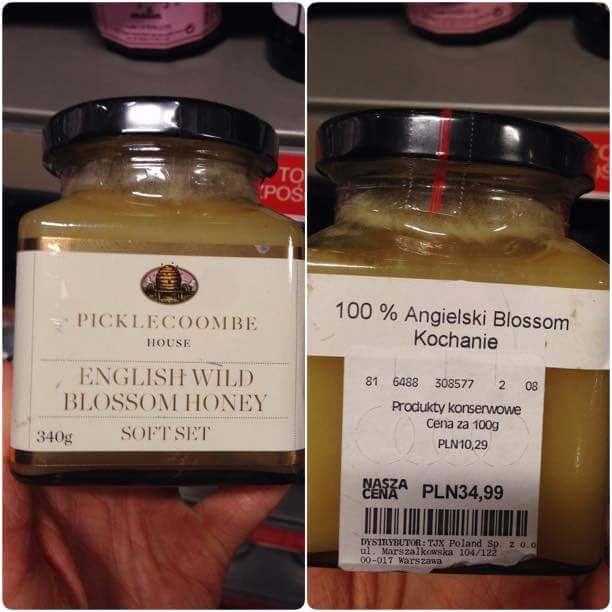 PICKLECOOMBE
HOUSE
ENGLISH WILD
BLOSSOM HONEY
340g SOFT SET
TO
100 % Angielski Blossom
Kochanie
81 6488 308577 2 08
Produkty konserwowe
Cena za 100g
PLN10,29
NASZA
CENA PLN34,99
DYSTRYBUTOR: TJX Poland Sp. z o.o
ul. Marszalkowska 104/122
00-017 Warszawa